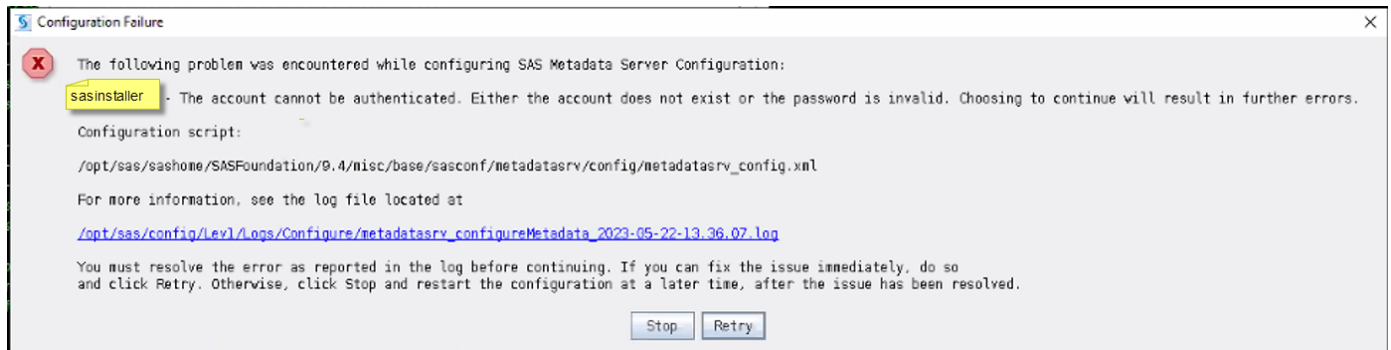 Configuration Failure
The following problem was encountered while configuring SAS Metadata Server Configuration:
sasinstaller - The account cannot be authenticated. Either the account does not exist or the password is invalid. Choosing to continue will result in further errors.
Configuration script:
/opt/sas/sashome/SASFoundation/9.4/misc/base/sasconf/metadatasrv/config/metadatasrv_config.xml
For more information, see the log file located at
/opt/sas/config/Lev1/Logs/Configure/metadatasrv_configureMetadata_2023-05-22-13.36.07.log
You must resolve the error as reported in the log before continuing. If you can fix the issue immediately, do so
and click Retry. Otherwise, click Stop and restart the configuration at a later time, after the issue has been resolved.
Stop Retry